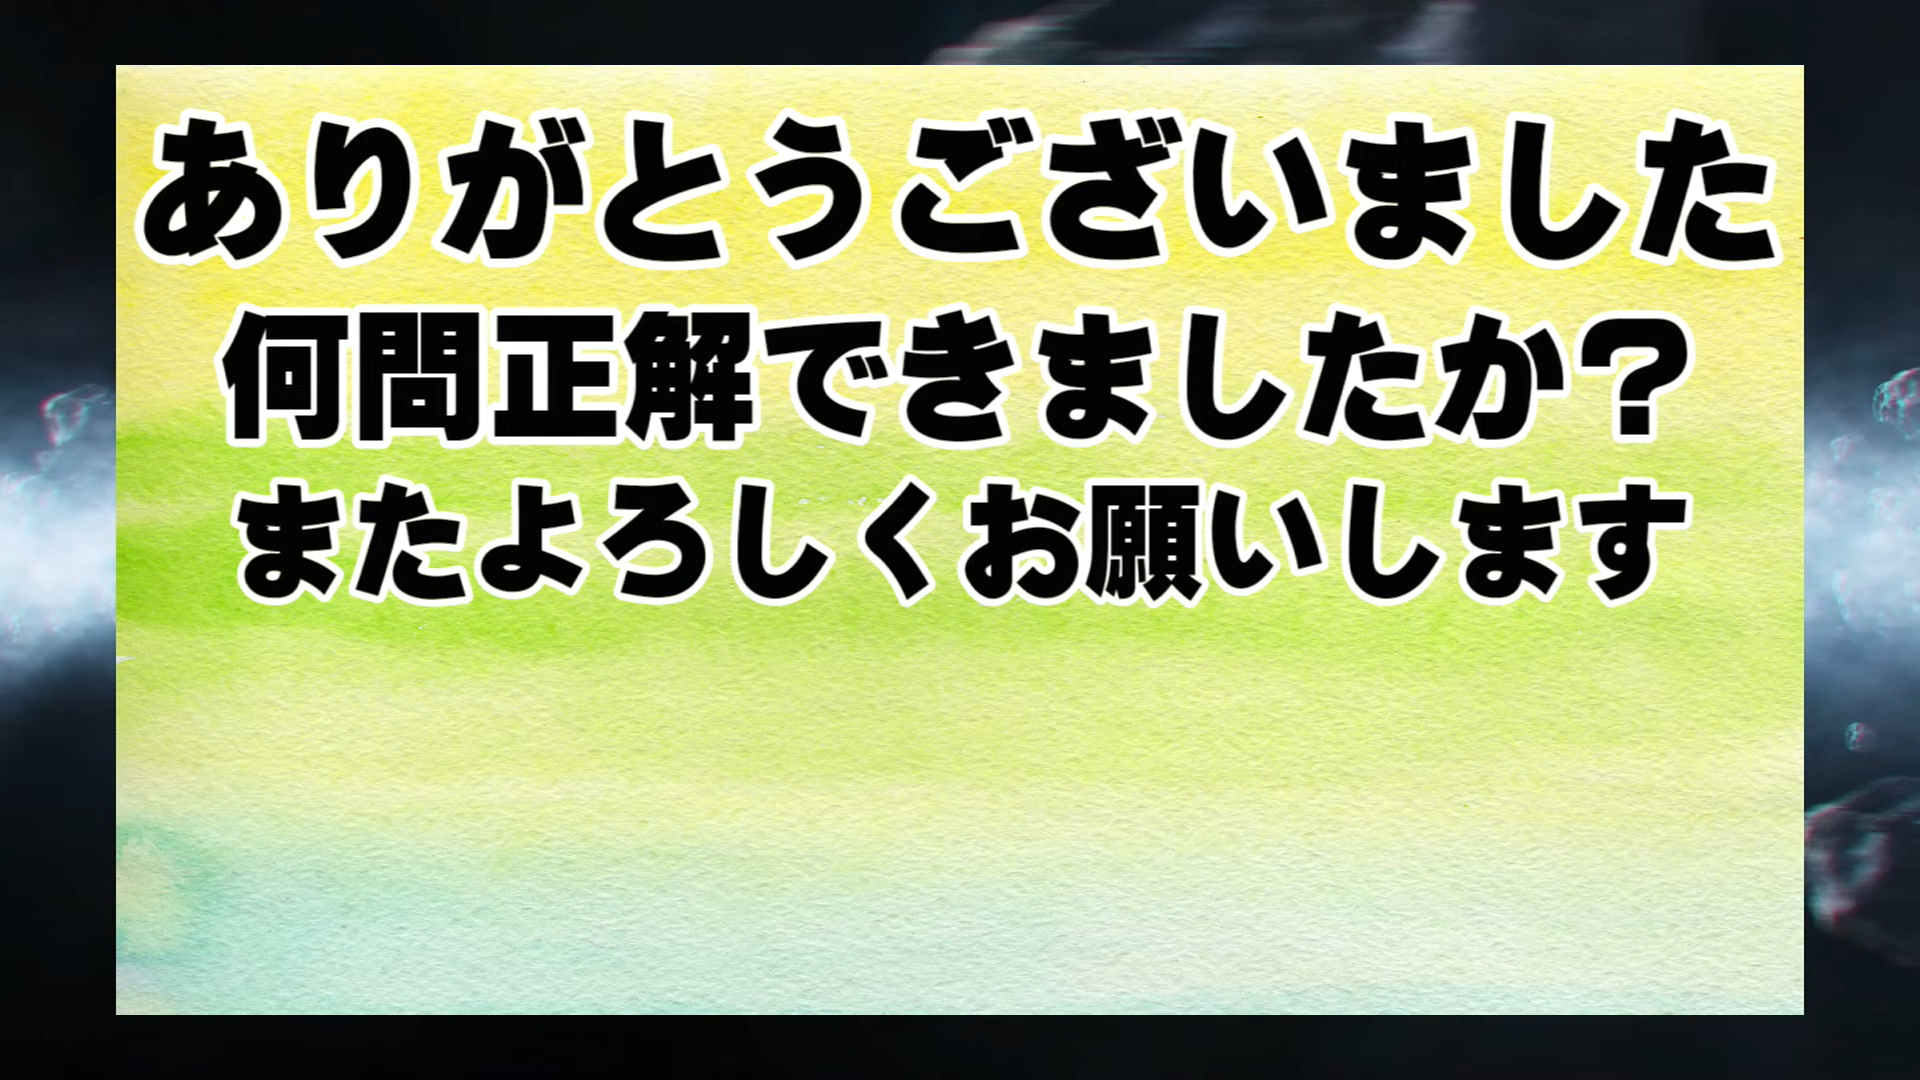 ありがとうございました
何問正解できましたか？
またよろしくお願いします